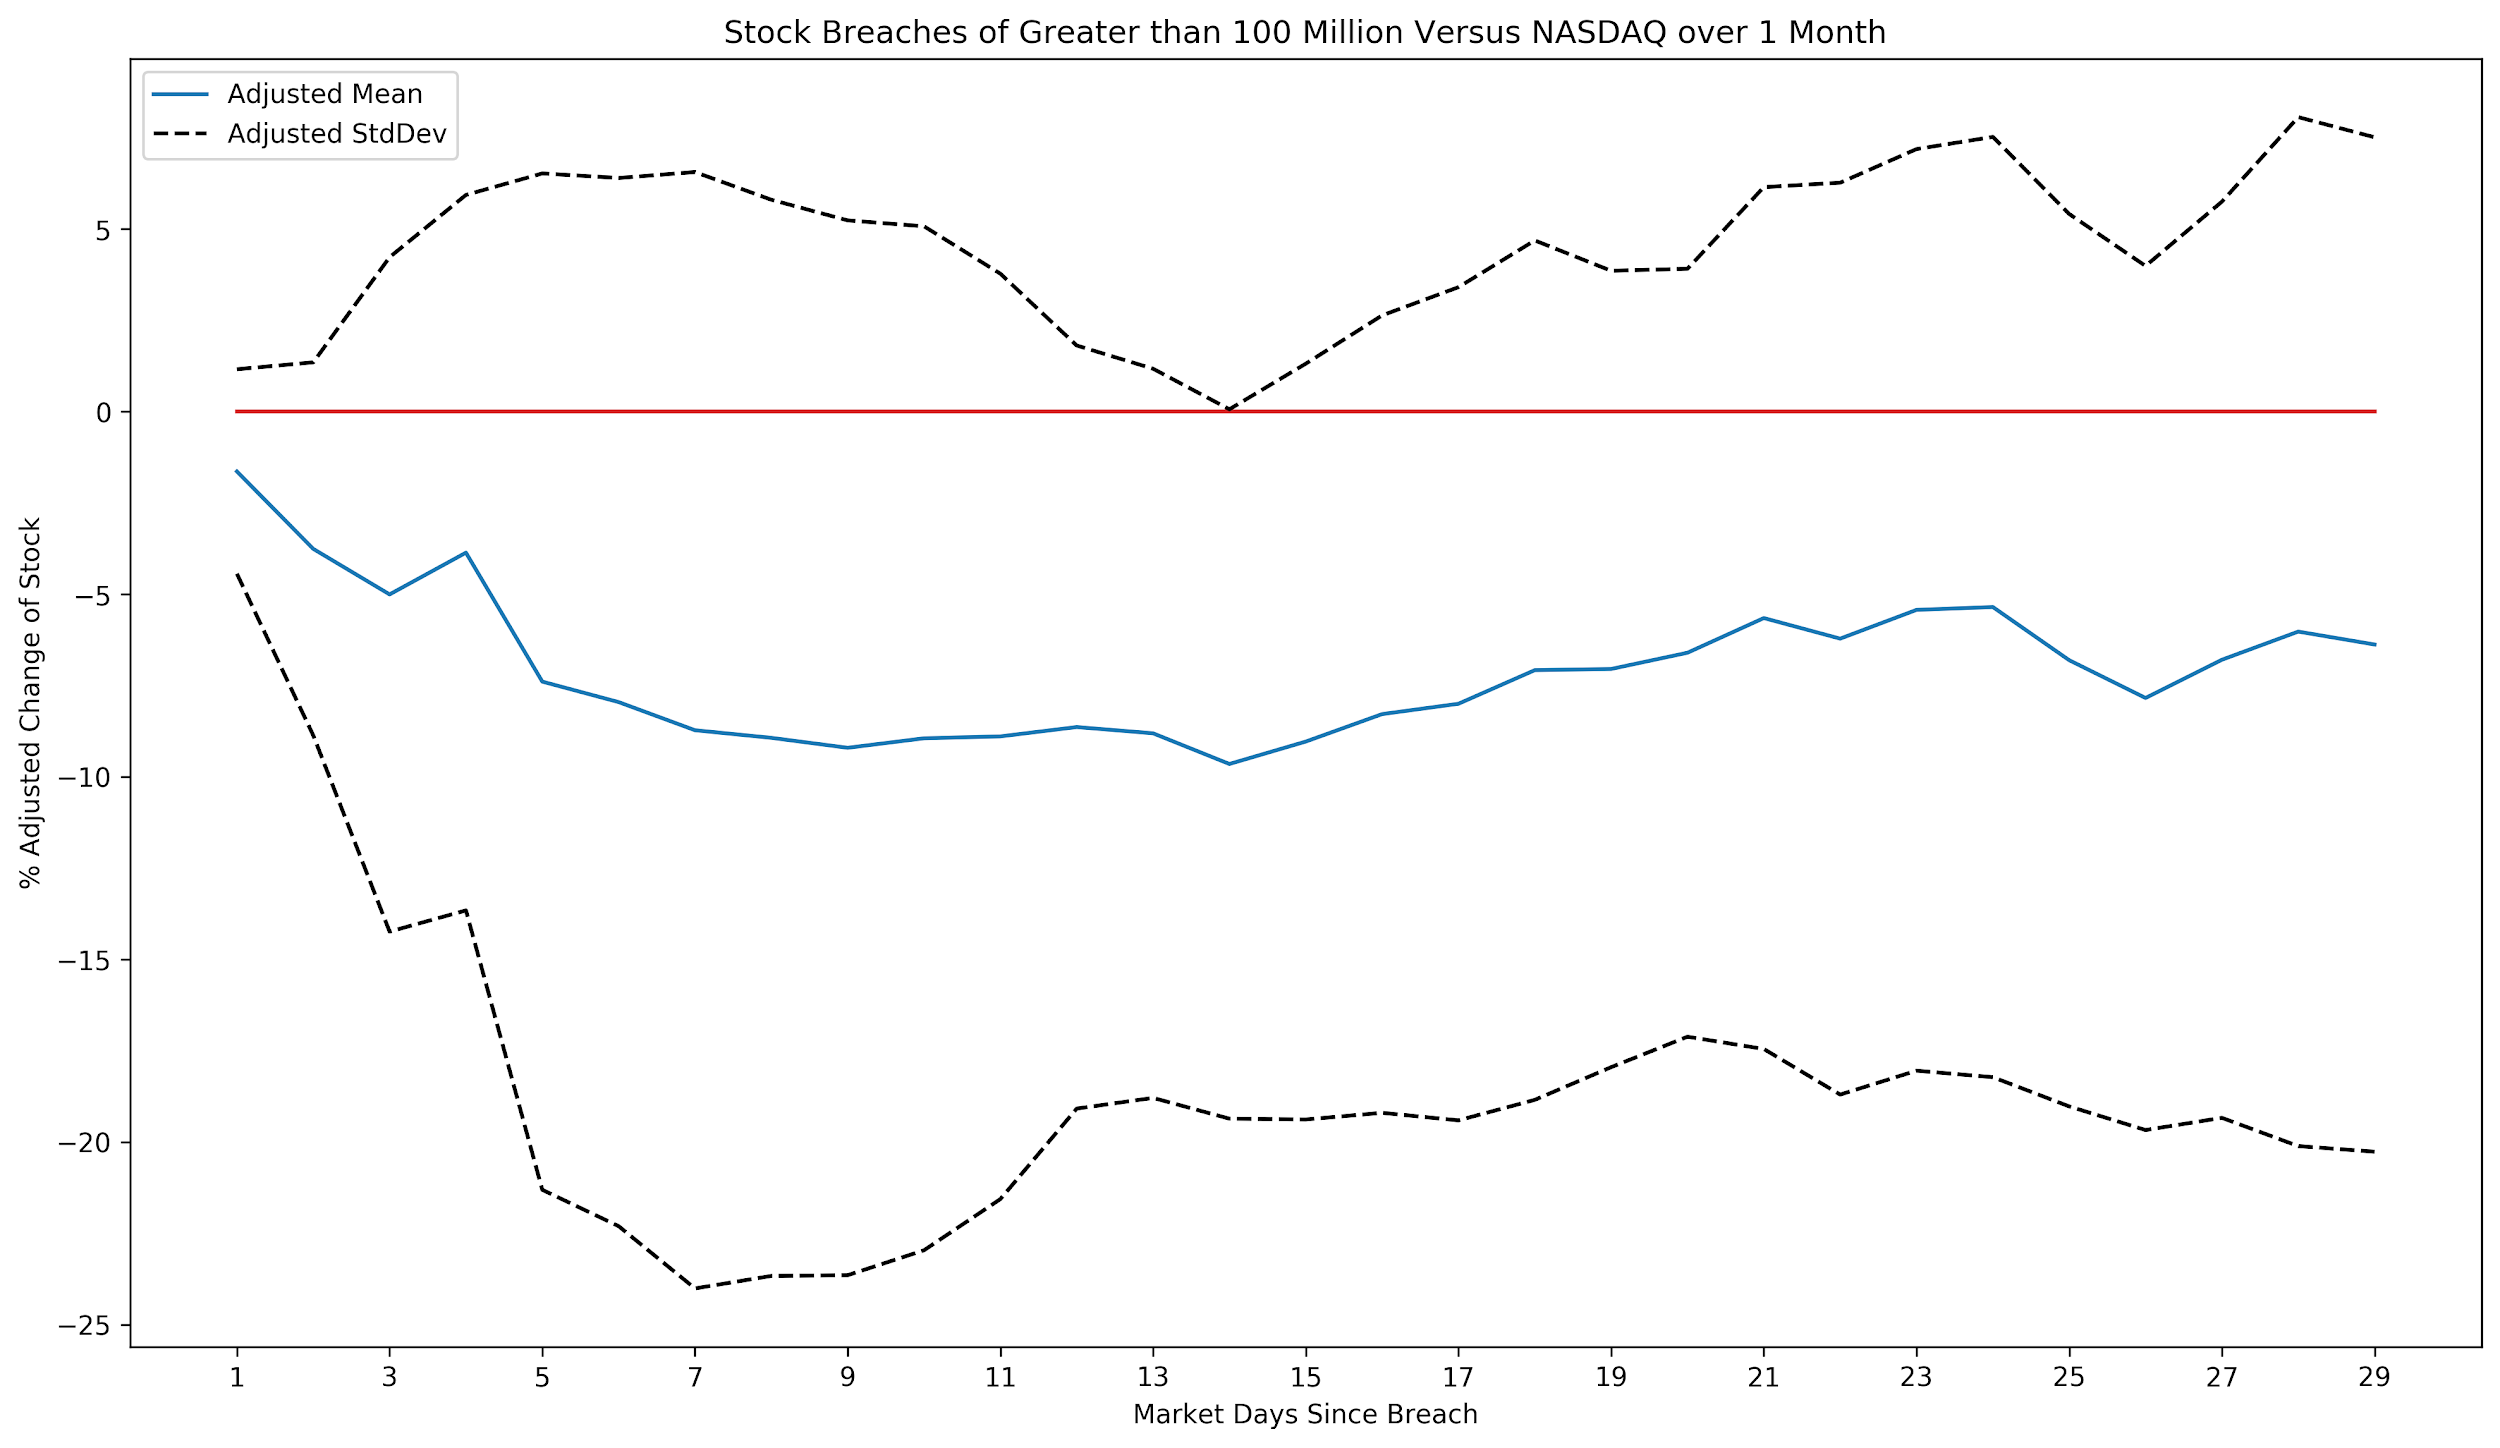 Stock Breaches of Greater than 100 Million Versus NASDAQ over 1 Month
Adjusted Mean
Adjusted StdDev
% Adjusted Change of Stock
5
0
−5
−10
−15
−20
−25
1 3 5 7 9 11 13 15 17 19 21 23 25 27 29
Market Days Since Breach